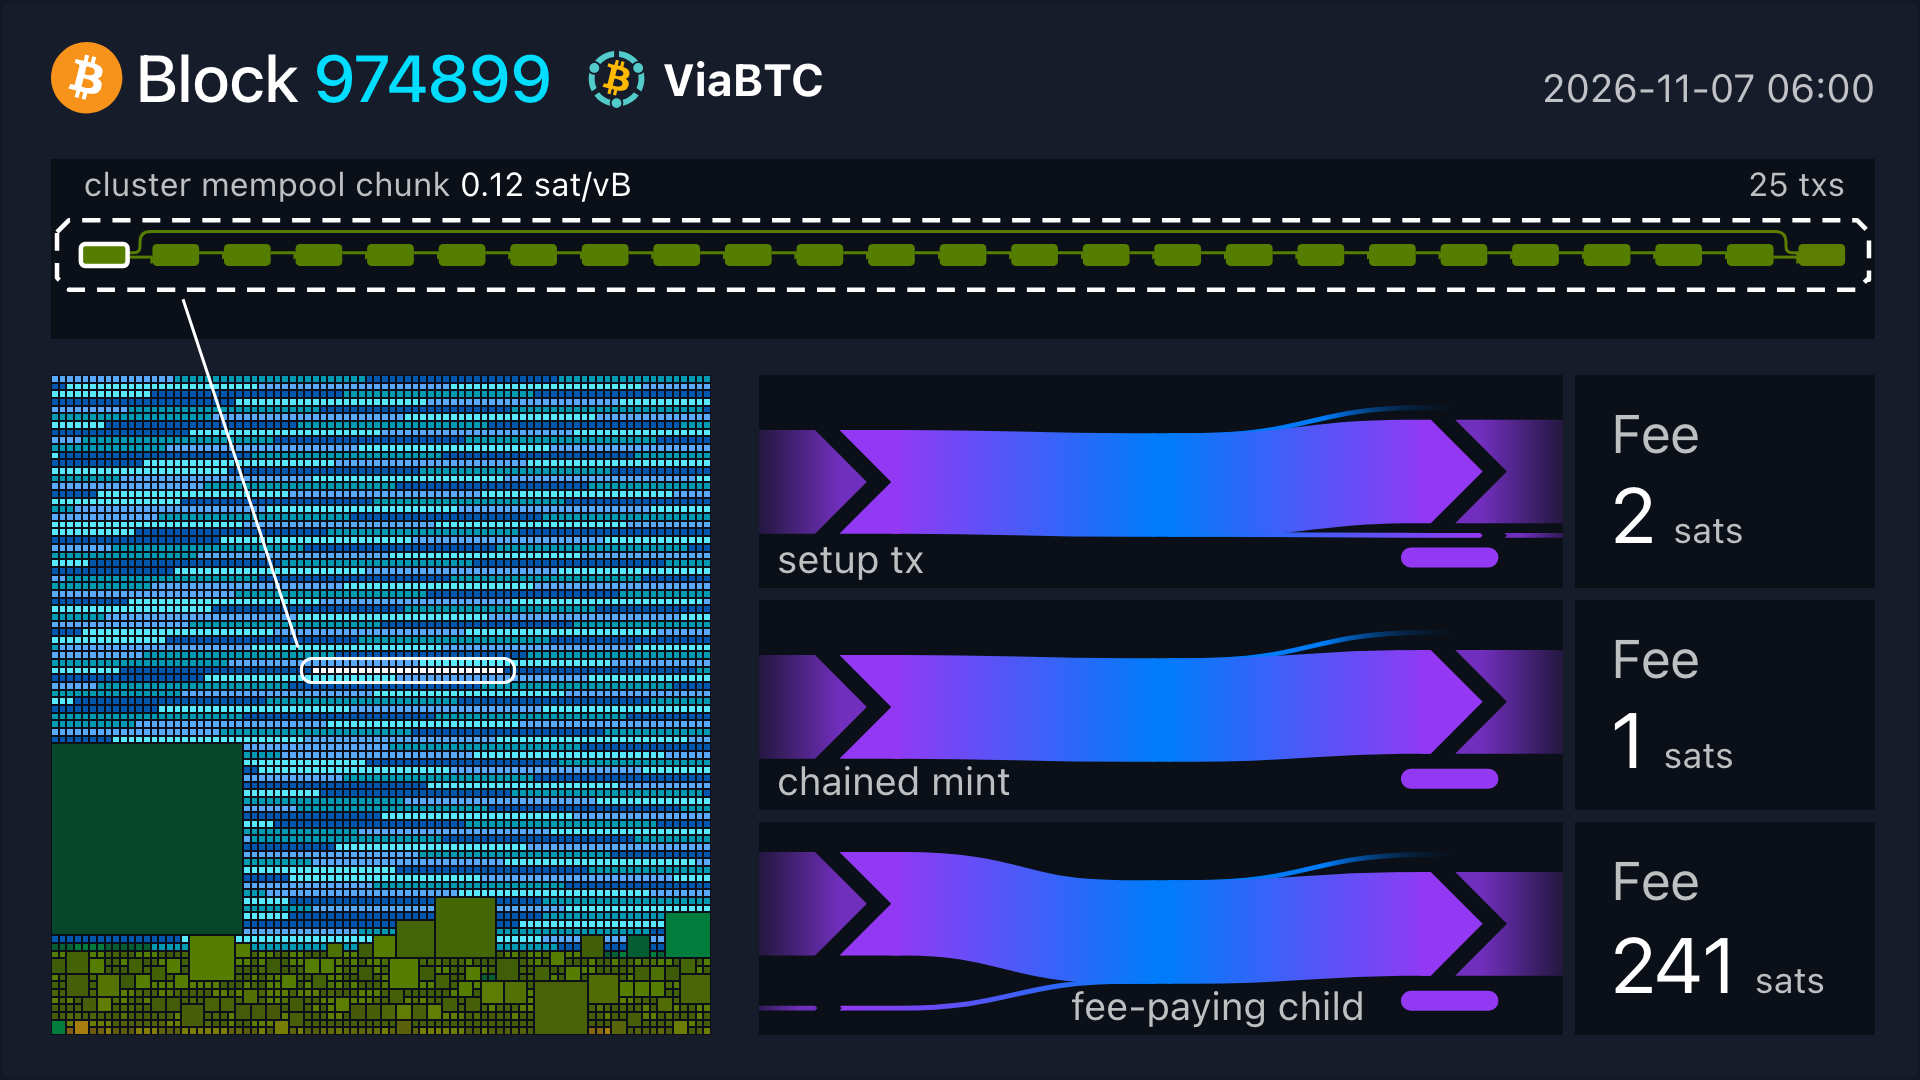 Block 974899 ViaBTC
2026-11-07 06:00
cluster mempool chunk 0.12 sat/vB
25 txs
setup tx
Fee
2 sats
chained mint
Fee
1 sats
fee-paying child
Fee
241 sats